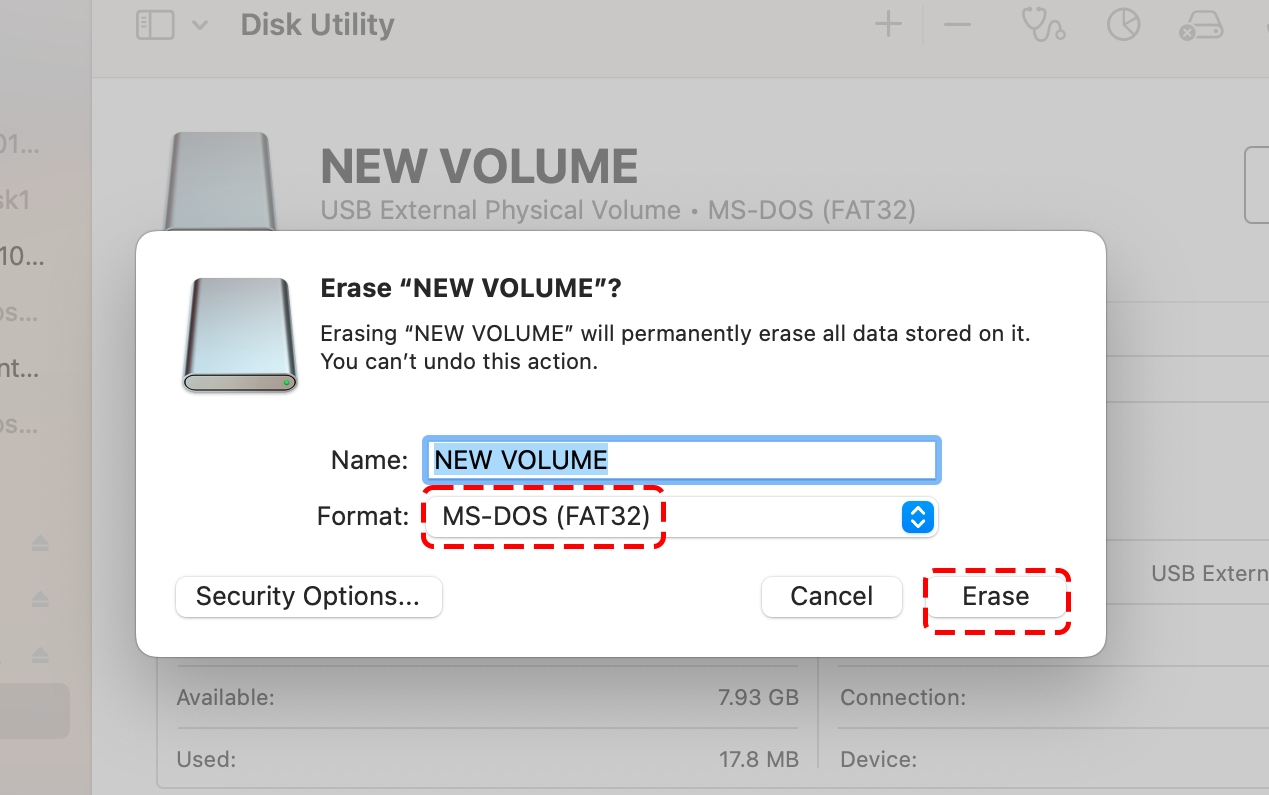 Disk Utility
01...
sk1
10...
os...
nt...
os...
NEW VOLUME
USB External Physical Volume • MS-DOS (FAT32)
Erase “NEW VOLUME”?
Erasing “NEW VOLUME” will permanently erase all data stored on it.
You can’t undo this action.
Name: NEW VOLUME
Format: MS-DOS (FAT32)
Security Options...
Cancel
Erase
USB Extern
Available: 7.93 GB
Connection:
Used: 17.8 MB
Device: